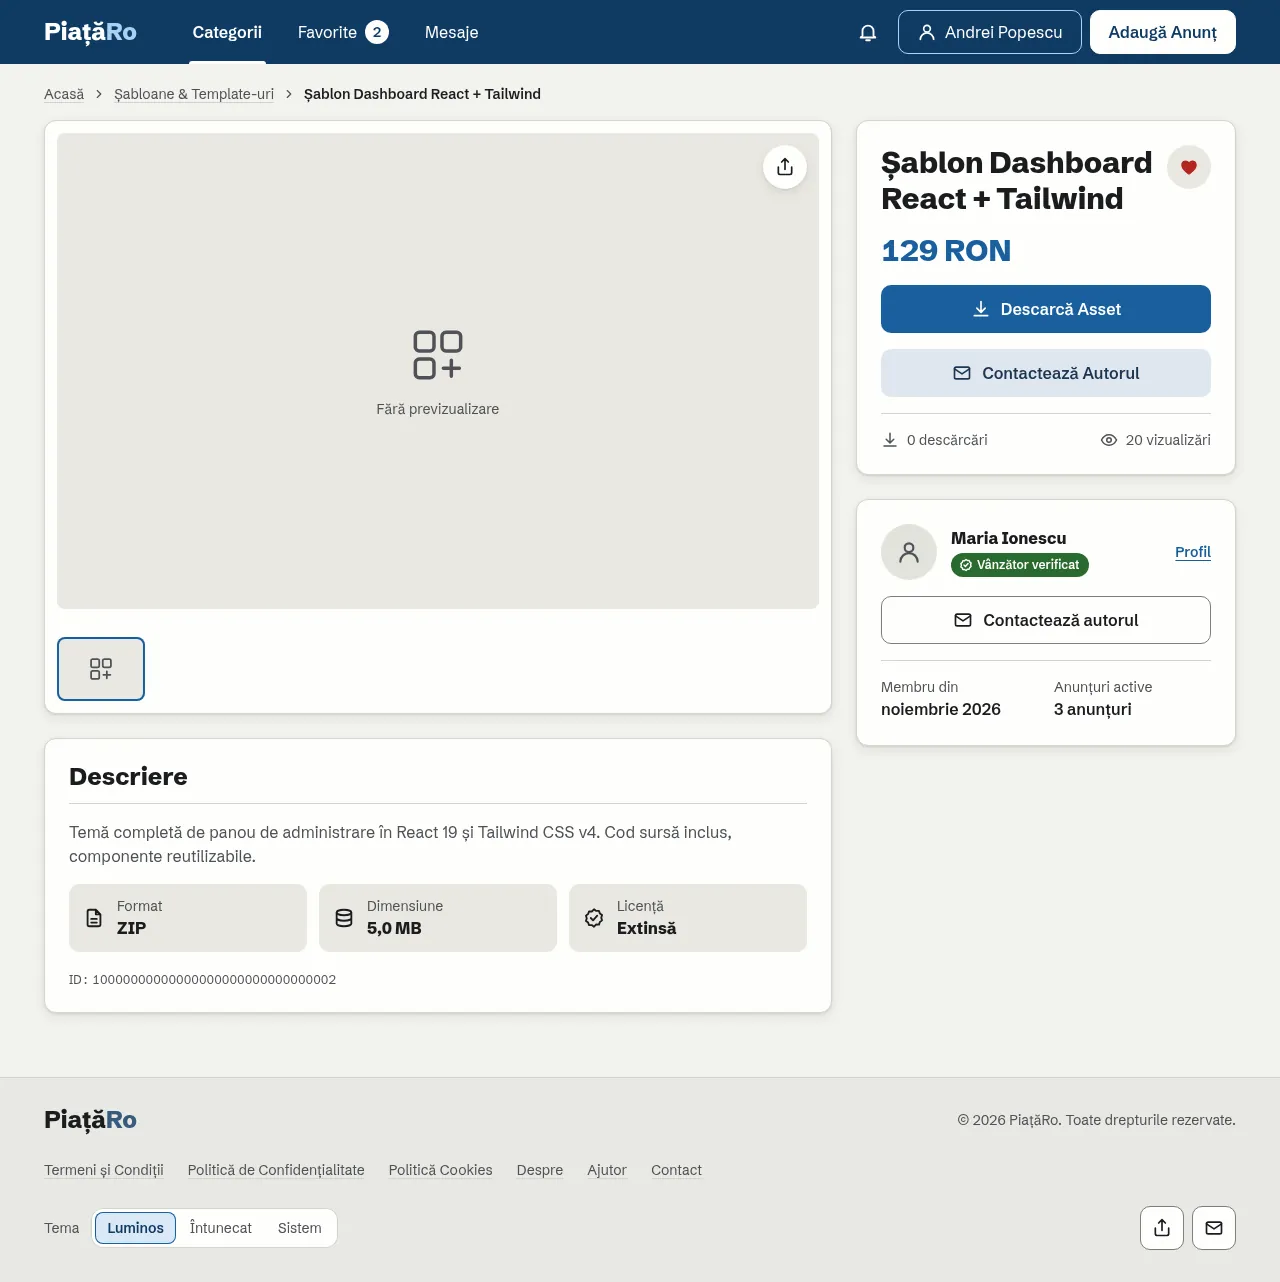 PiațăRo
Categorii
Favorite 2
Mesaje
Andrei Popescu
Adaugă Anunț
Acasă > Șabloane & Template-uri > Șablon Dashboard React + Tailwind
Fără previzualizare
Șablon Dashboard
React + Tailwind
129 RON
Descarcă Asset
Contactează Autorul
0 descărcări
20 vizualizări
Maria Ionescu
Vânzător verificat
Profil
Contactează autorul
Membru din
noiembrie 2026
Anunțuri active
3 anunțuri
Descriere
Temă completă de panou de administrare în React 19 și Tailwind CSS v4. Cod sursă inclus,
componente reutilizabile.
Format
ZIP
Dimensiune
5,0 MB
Licență
Extinsă
ID: 10000000000000000000000000000002
PiațăRo
© 2026 PiațăRo. Toate drepturile rezervate.
Termeni și Condiții
Politică de Confidențialitate
Politică Cookies
Despre
Ajutor
Contact
Tema
Luminos
Întunecat
Sistem